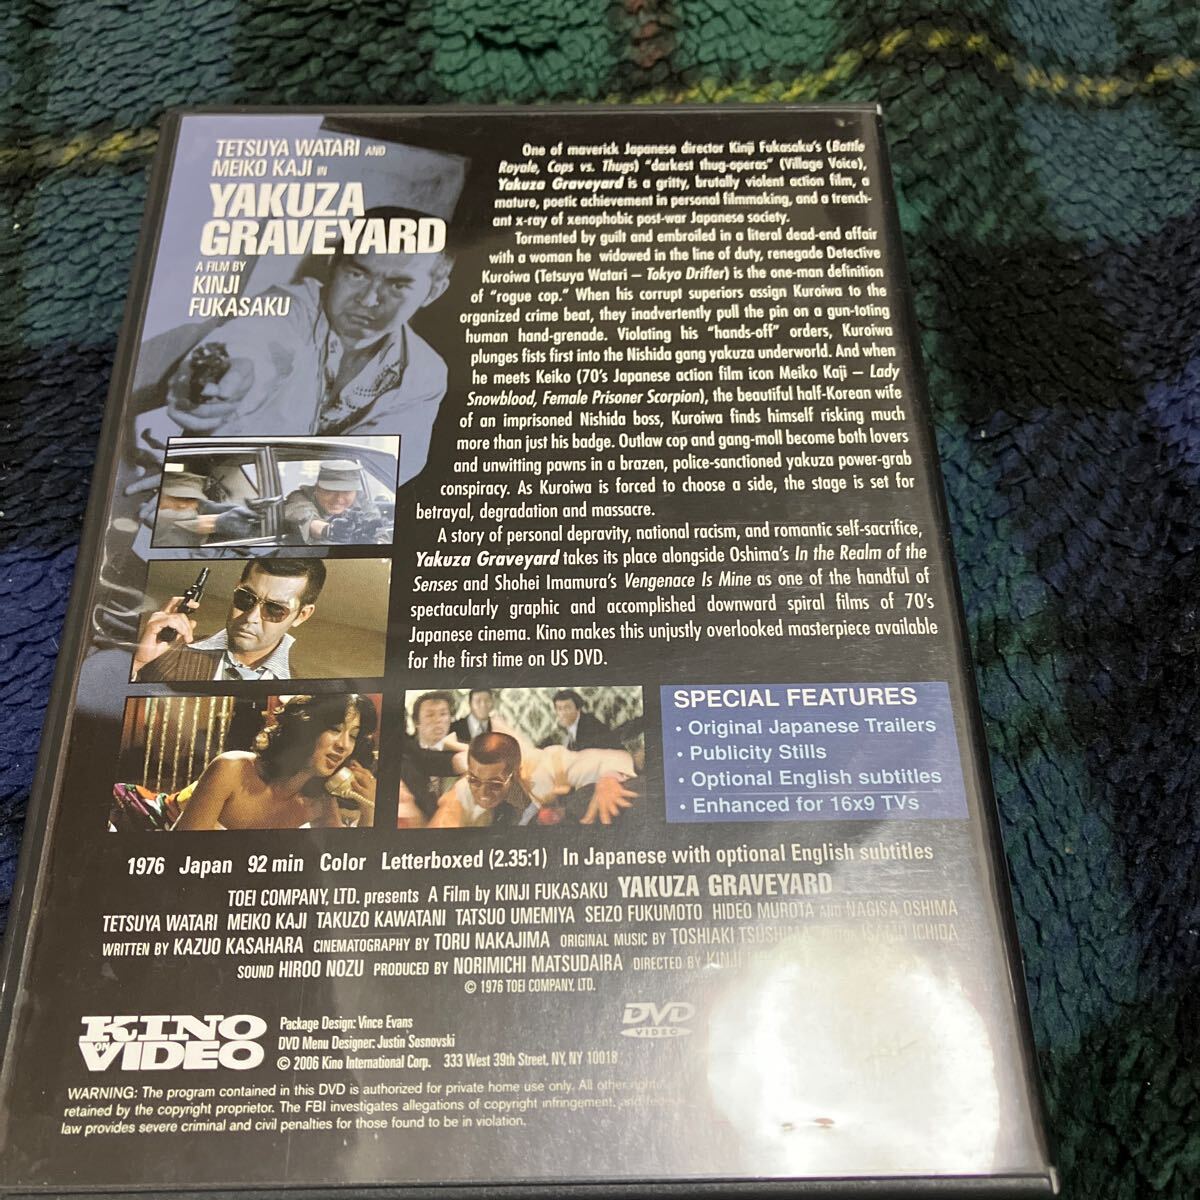 TETSUYA WATARI AND
MEIKO KAJI IN
YAKUZA
GRAVEYARD
A FILM BY
KINJI
FUKASAKU
One of maverick Japanese director Kinji Fukasaku's (Battle
Royale, Cops vs. Thugs) "darkest thug-operas" (Village Voice),
Yakuza Graveyard is a gritty, brutally violent action film, a
mature, poetic achievement in personal filmmaking, and a trench-
ant x-ray of xenophobic post-war Japanese society.
Tormented by guilt and embroiled in a literal dead-end affair
with a woman he widowed in the line of duty, renegade Detective
Kuroiwa (Tetsuya Watari – Tokyo Drifter) is the one-man definition
of "rogue cop." When his corrupt superiors assign Kuroiwa to the
organized crime beat, they inadvertently pull the pin on a gun-toting
human hand-grenade. Violating his "hands-off" orders, Kuroiwa
plunges fists first into the Nishida gang yakuza underworld. And when
he meets Keiko (70's Japanese action film icon Meiko Kaji – Lady
Snowblood, Female Prisoner Scorpion), the beautiful half-Korean wife
of an imprisoned Nishida boss, Kuroiwa finds himself risking much
more than just his badge. Outlaw cop and gang-moll become both lovers
and unwitting pawns in a brazen, police-sanctioned yakuza power-grab
conspiracy. As Kuroiwa is forced to choose a side, the stage is set for
betrayal, degradation and massacre.
A story of personal depravity, national racism, and romantic self-sacrifice,
Yakuza Graveyard takes its place alongside Oshima's In the Realm of the
Senses and Shohei Imamura's Vengenace Is Mine as one of the handful of
spectacularly graphic and accomplished downward spiral films of 70's
Japanese cinema. Kino makes this unjustly overlooked masterpiece available
for the first time on US DVD.
SPECIAL FEATURES
• Original Japanese Trailers
• Publicity Stills
• Optional English subtitles
• Enhanced for 16x9 TVs
1976 Japan 92 min Color Letterboxed (2.35:1) In Japanese with optional English subtitles
TOEI COMPANY, LTD. presents A Film by KINJI FUKASAKU YAKUZA GRAVEYARD
TETSUYA WATARI MEIKO KAJI TAKUZO KAWATANI TATSUO UMEMIYA SEIZO FUKUMOTO HIDEO MUROTA AND NAGISA OSHIMA
WRITTEN BY KAZUO KASAHARA CINEMATOGRAPHY BY TORU NAKAJIMA ORIGINAL MUSIC BY TOSHIAKI TSUSHIMA ISAMU ICHIDA
SOUND HIROO NOZU PRODUCED BY NORIMICHI MATSUDAIRA DIRECTED BY KINJI
© 1976 TOEI COMPANY, LTD.
KINO ON VIDEO
Package Design: Vince Evans
DVD Menu Designer: Justin Sosnovski
© 2006 Kino International Corp. 333 West 39th Street, NY, NY 10018
DVD VIDEO
WARNING: The program contained in this DVD is authorized for private home use only. All other rights
retained by the copyright proprietor. The FBI investigates allegations of copyright infringement, and
law provides severe criminal and civil penalties for those found to be in violation.